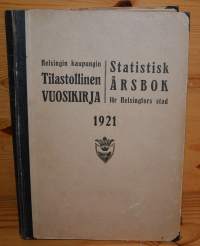 Helsingin kaupungin
Tilastollinen
VUOSIKIRJA
Statistisk
ÅRSBOK
för Helsingfors stad
1921